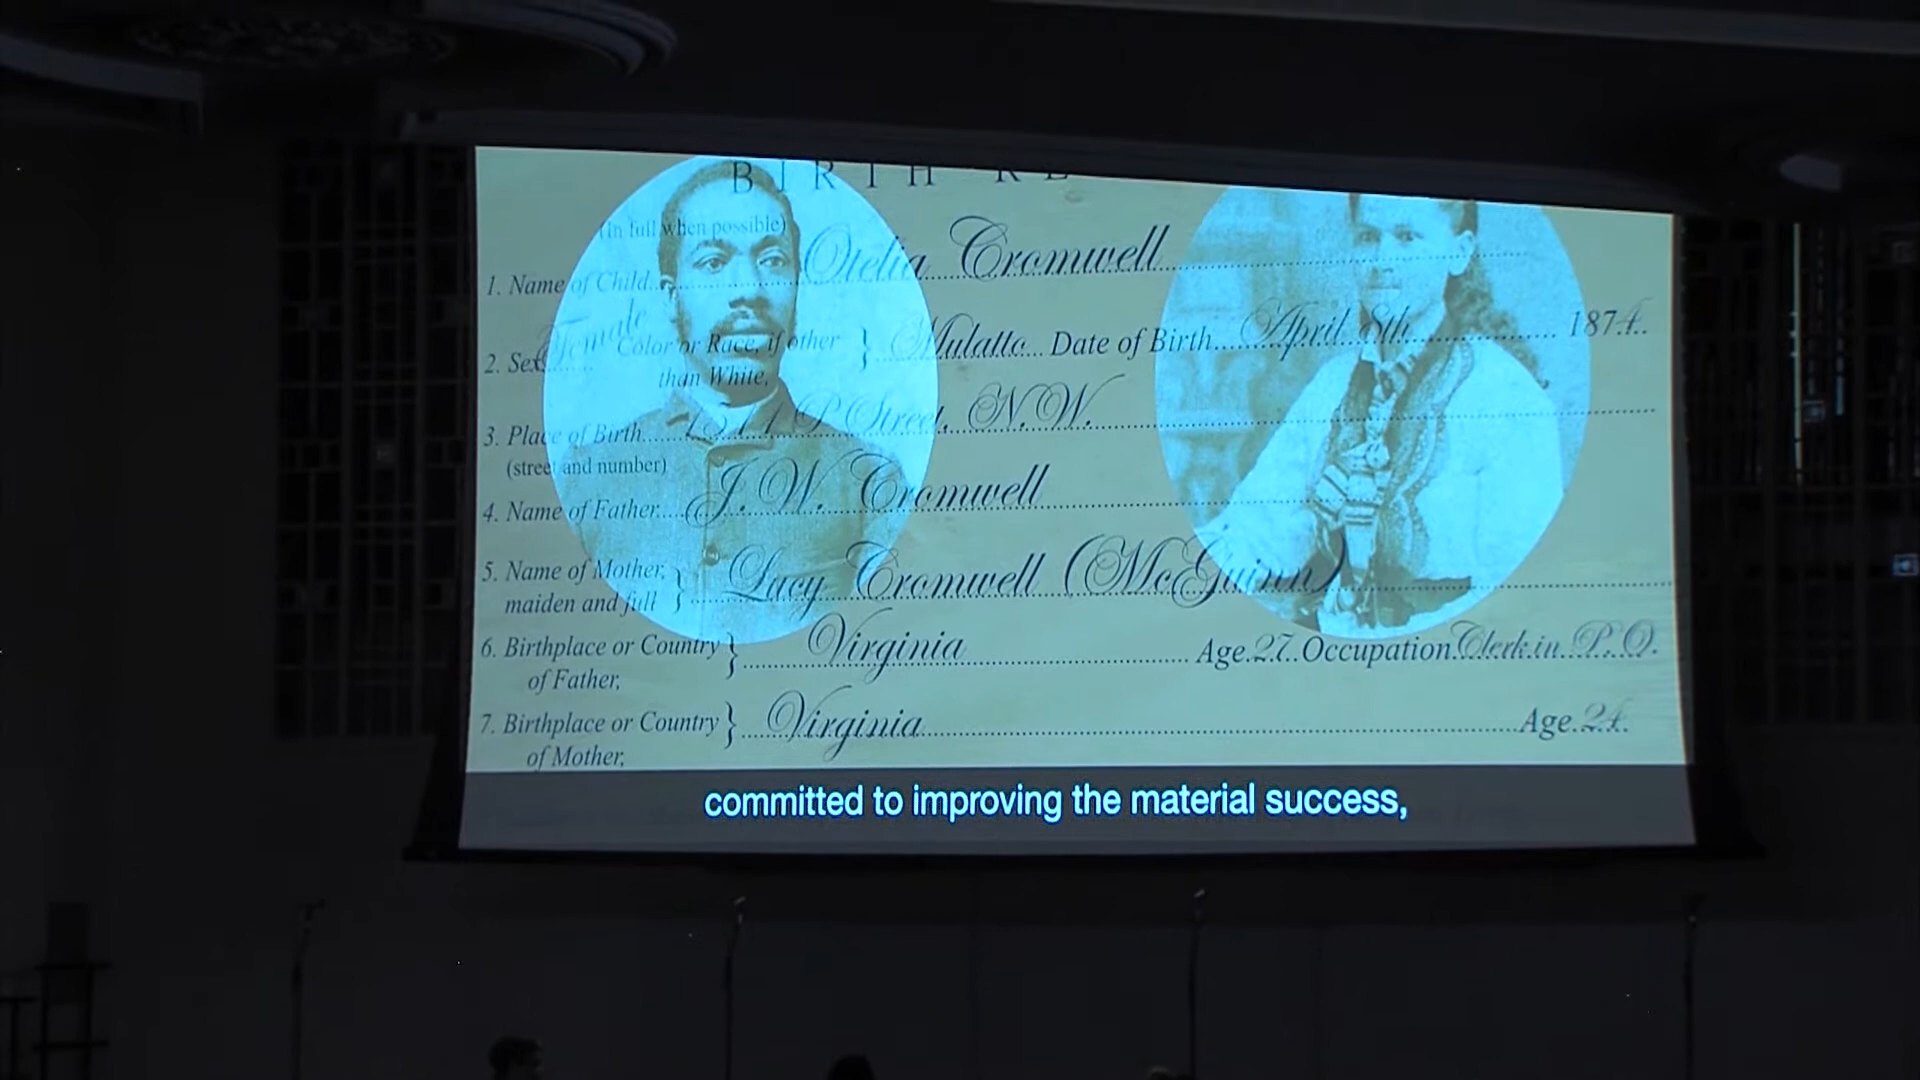 BIRTH RE
(In full when possible)
1. Name of Child Otelia Cromwell
2. Sex Female Color or Race, if other than White, } Mulatto Date of Birth April 8th 1874.
3. Place of Birth (street and number) 1511 P Street, N.W.
4. Name of Father J. W. Cromwell
5. Name of Mother, maiden and full } Lucy Cromwell (McGuinn)
6. Birthplace or Country of Father, } Virginia Age 27 Occupation Clerk in P.O.
7. Birthplace or Country of Mother, } Virginia Age 24.
committed to improving the material success,